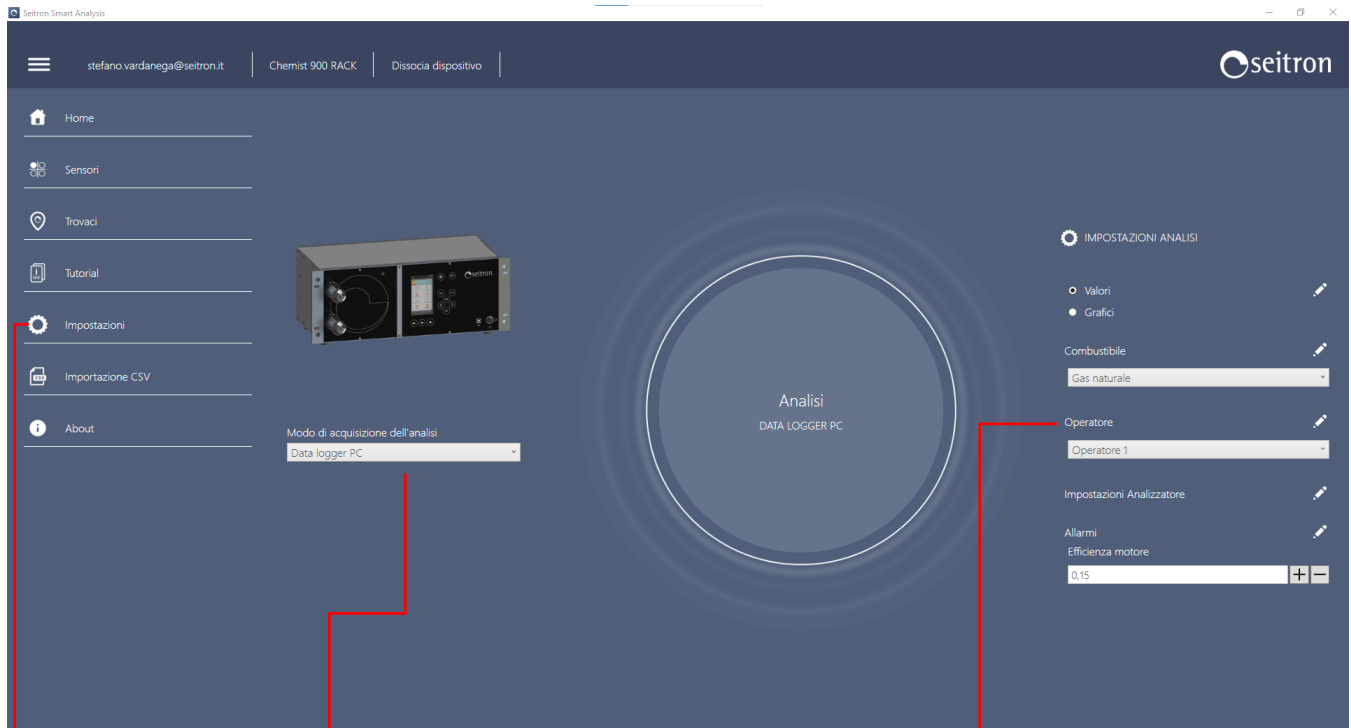 Seitron Smart Analysis
stefano.vardanega@seitron.it
Chemist 900 RACK
Dissocia dispositivo
seitron
Home
Sensori
Trovaci
Tutorial
Impostazioni
Importazione CSV
About
seitron
Modo di acquisizione dell'analisi
Data logger PC
Analisi
DATA LOGGER PC
IMPOSTAZIONI ANALISI
Valori
Grafici
Combustibile
Gas naturale
Operatore
Operatore 1
Impostazioni Analizzatore
Allarmi
Efficienza motore
0,15